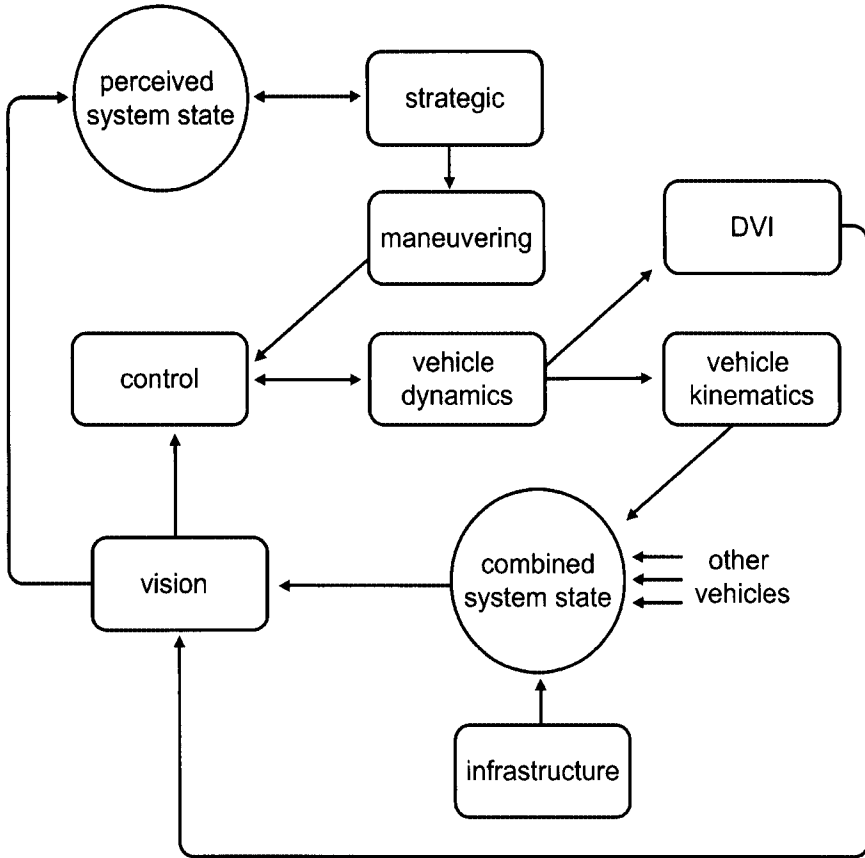 perceived
system state
strategic
maneuvering
DVI
control
vehicle
dynamics
vehicle
kinematics
vision
combined
system state
other
vehicles
infrastructure